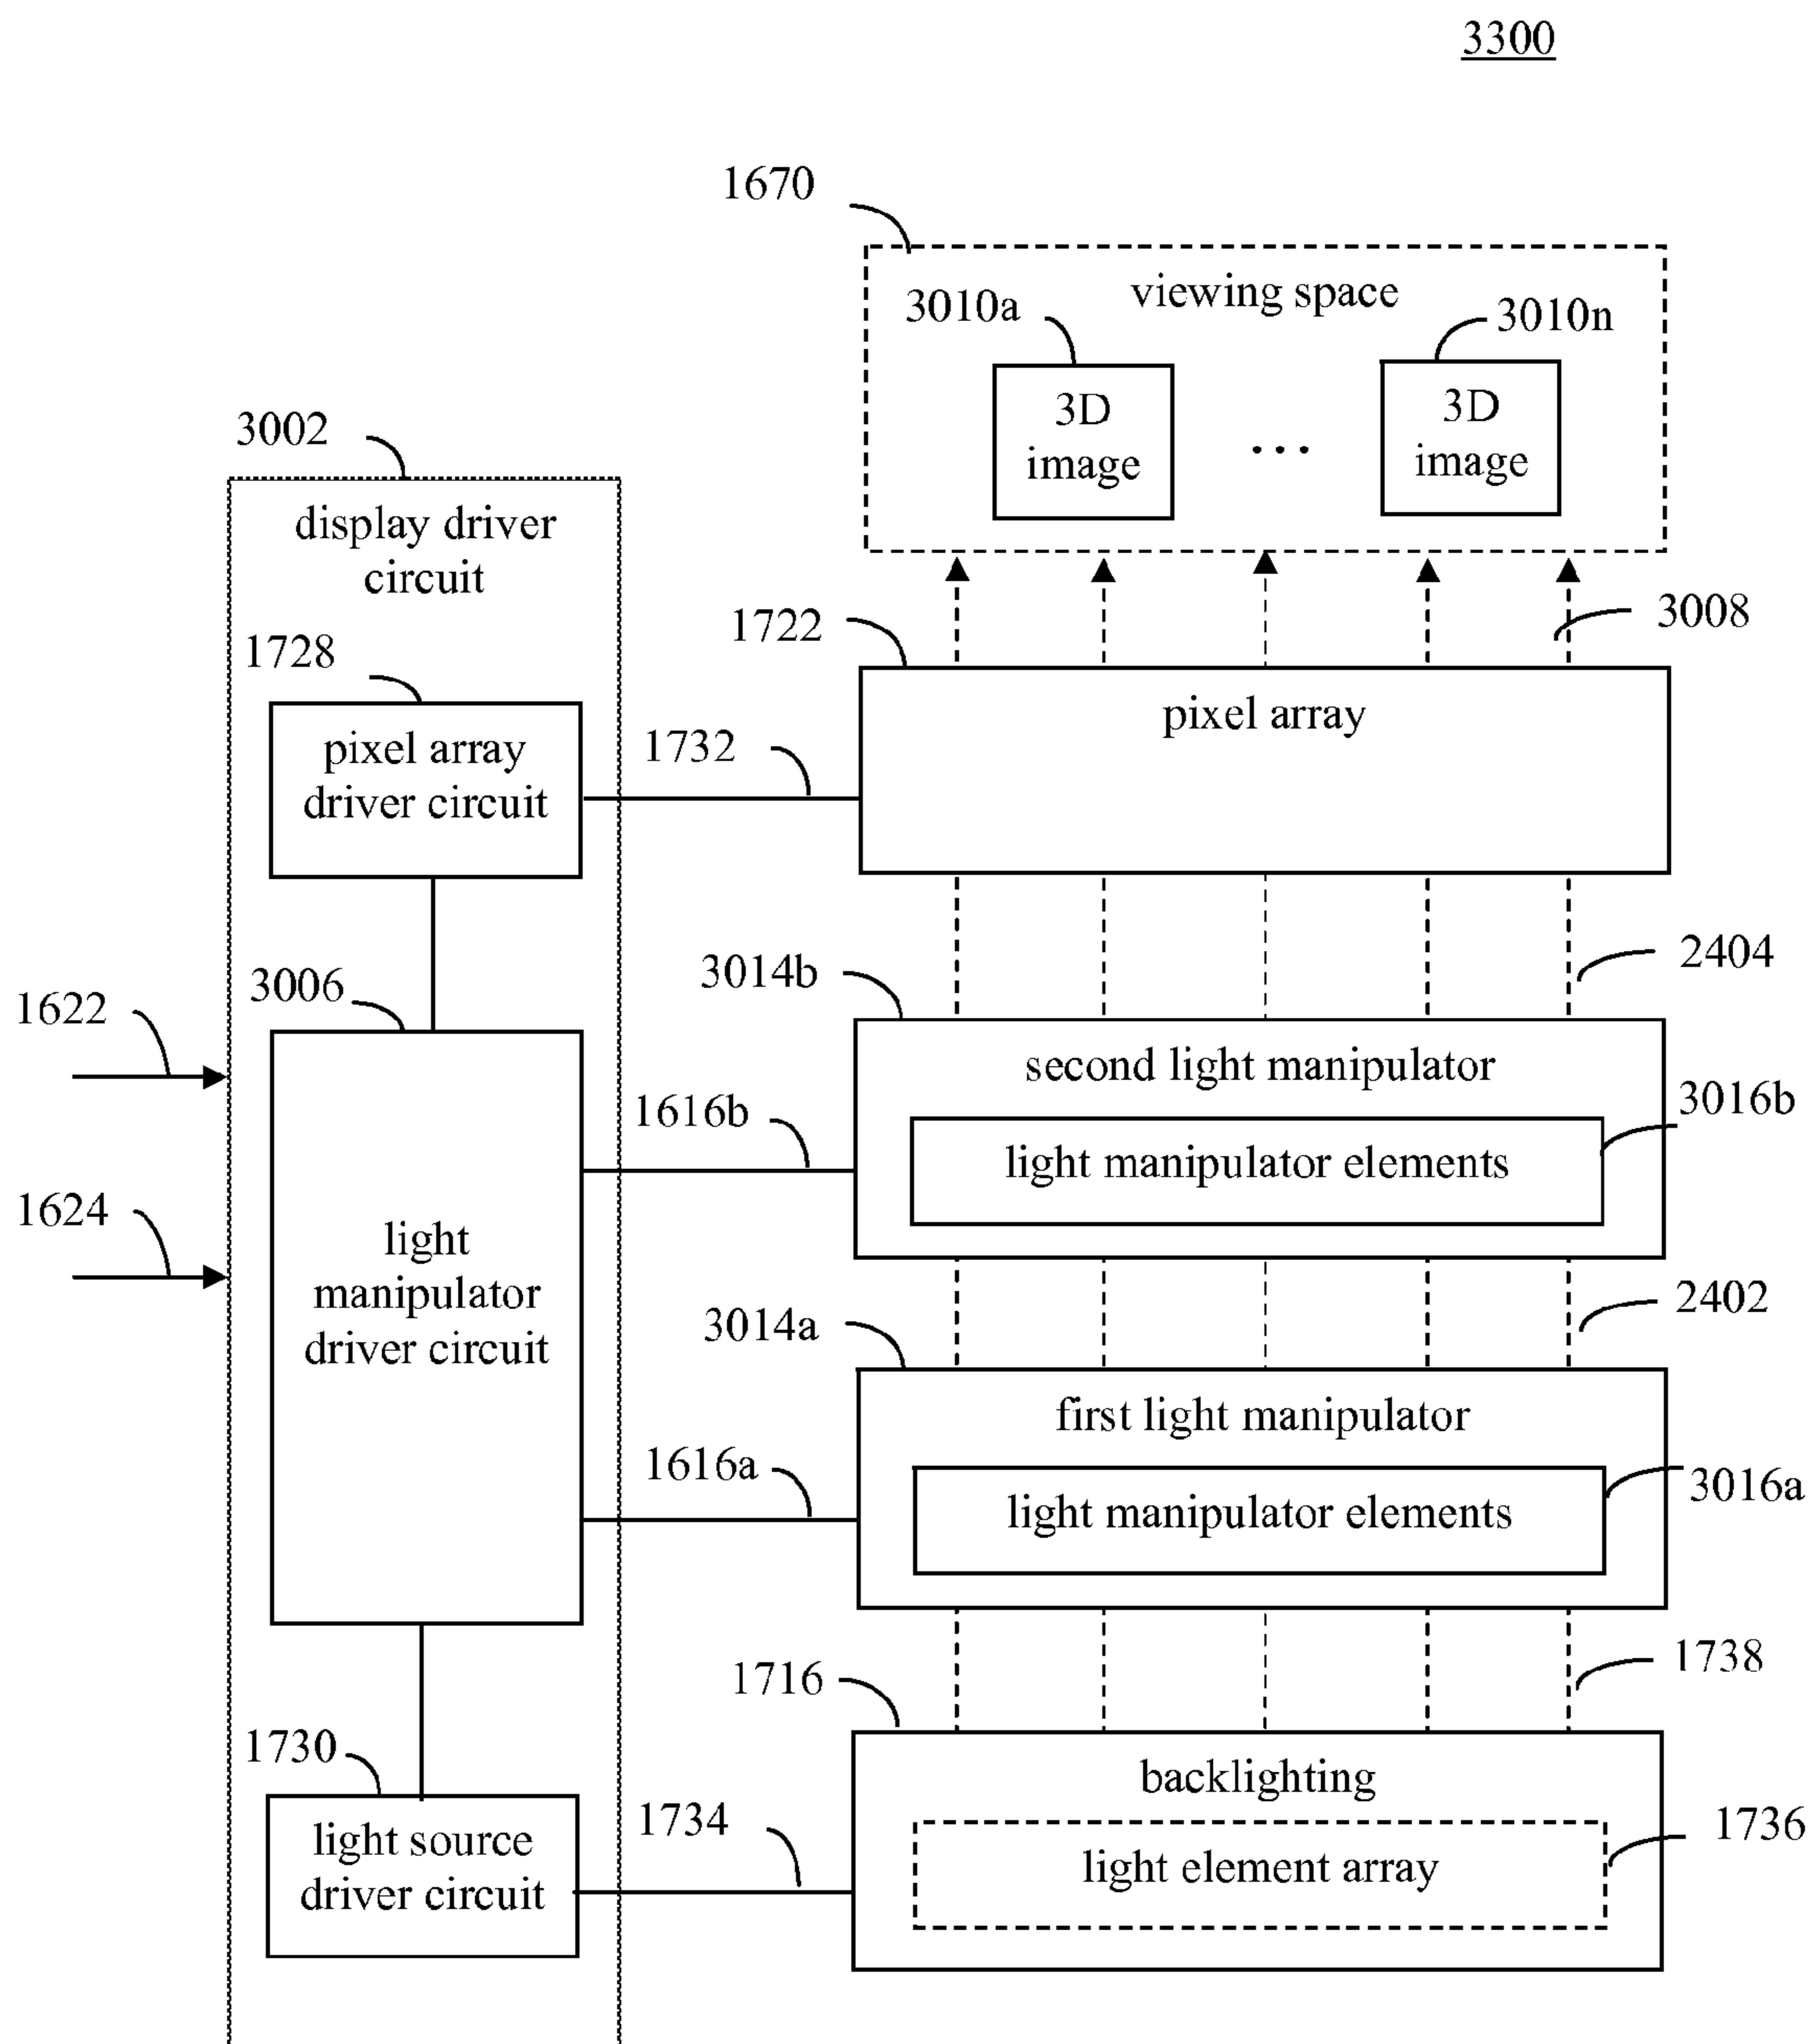 3300
1670
viewing space
3010a
3010n
3D
image
...
3D
image
3002
display driver
circuit
1722
3008
1728
pixel array
pixel array
driver circuit
1732
2404
3014b
3006
1622
second light manipulator
1616b
3016b
light manipulator elements
1624
light
manipulator
driver circuit
2402
3014a
first light manipulator
1616a
3016a
light manipulator elements
1738
1716
1730
backlighting
1734
1736
light source
driver circuit
light element array